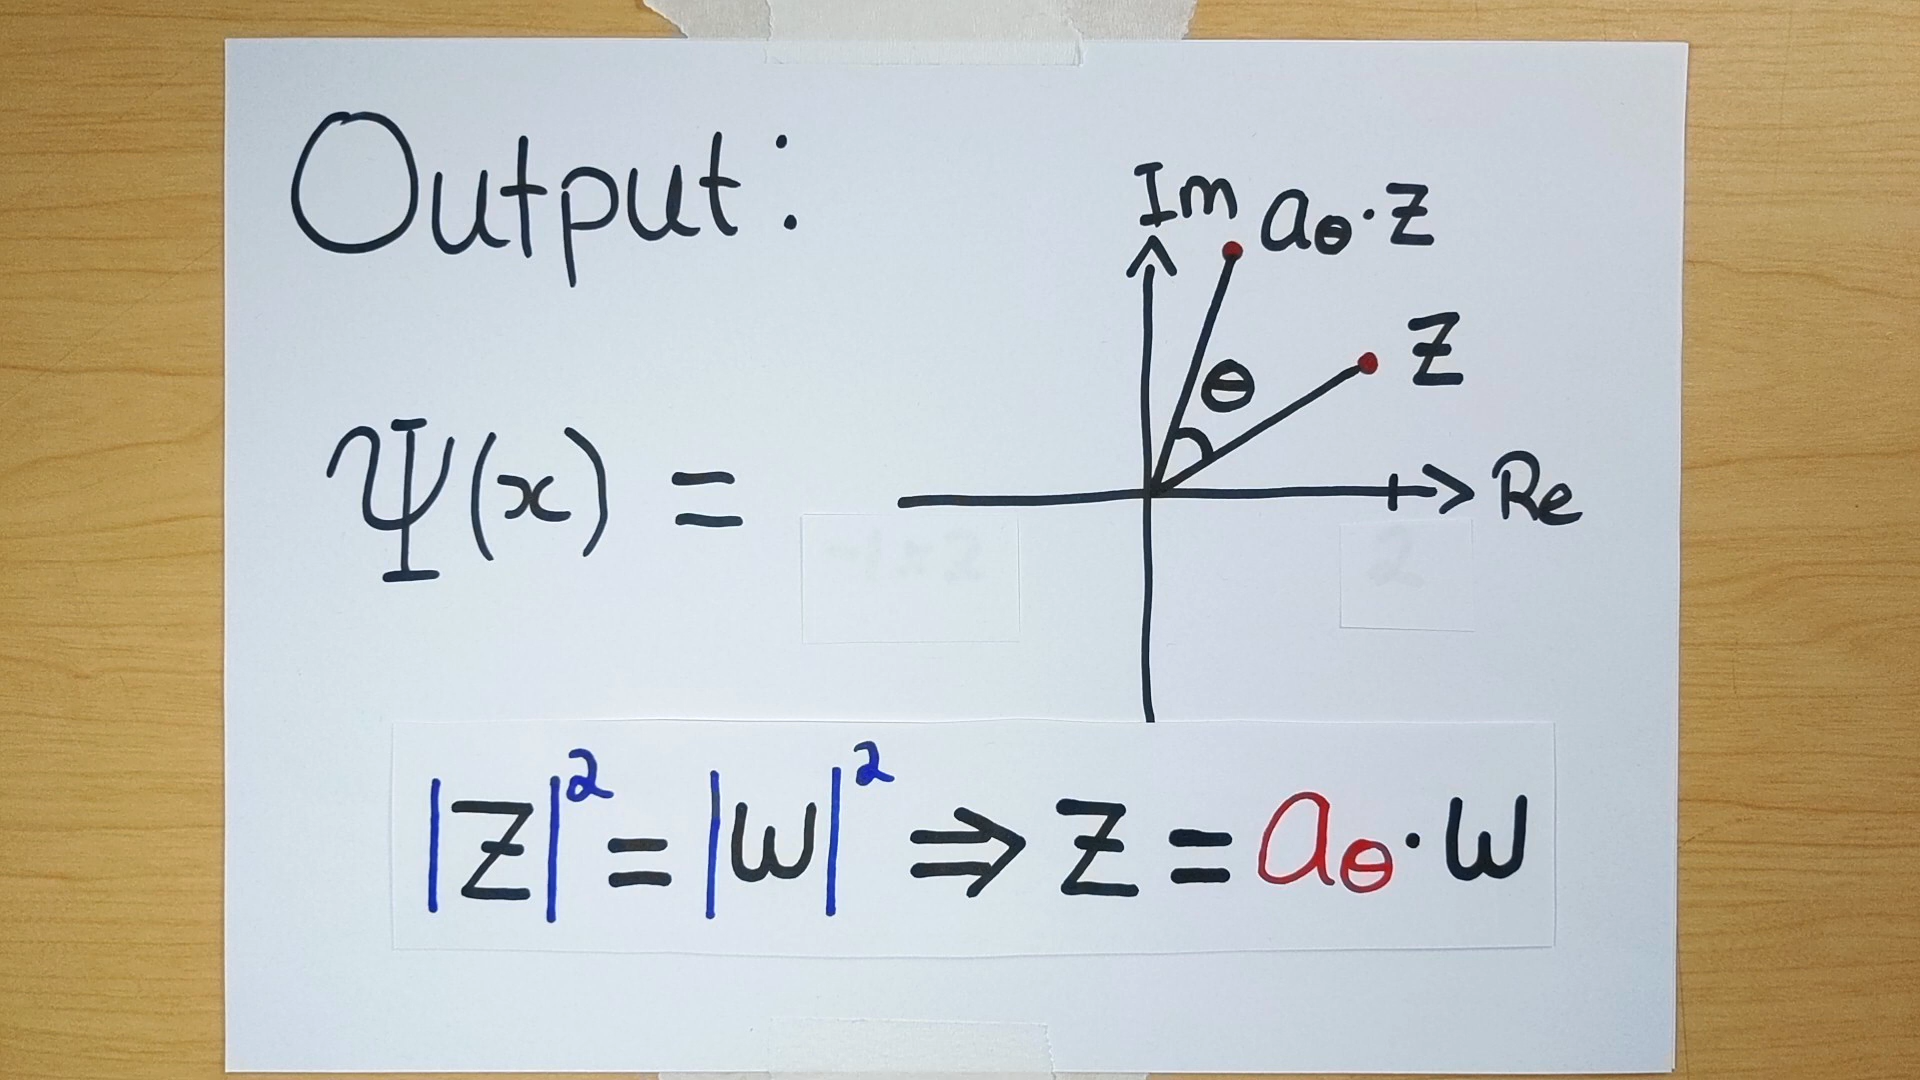 Output:
Im
a_θ · Z
Z
θ
Ψ(x) =
Re
|Z|² = |W|² ⇒ Z = a_θ · W